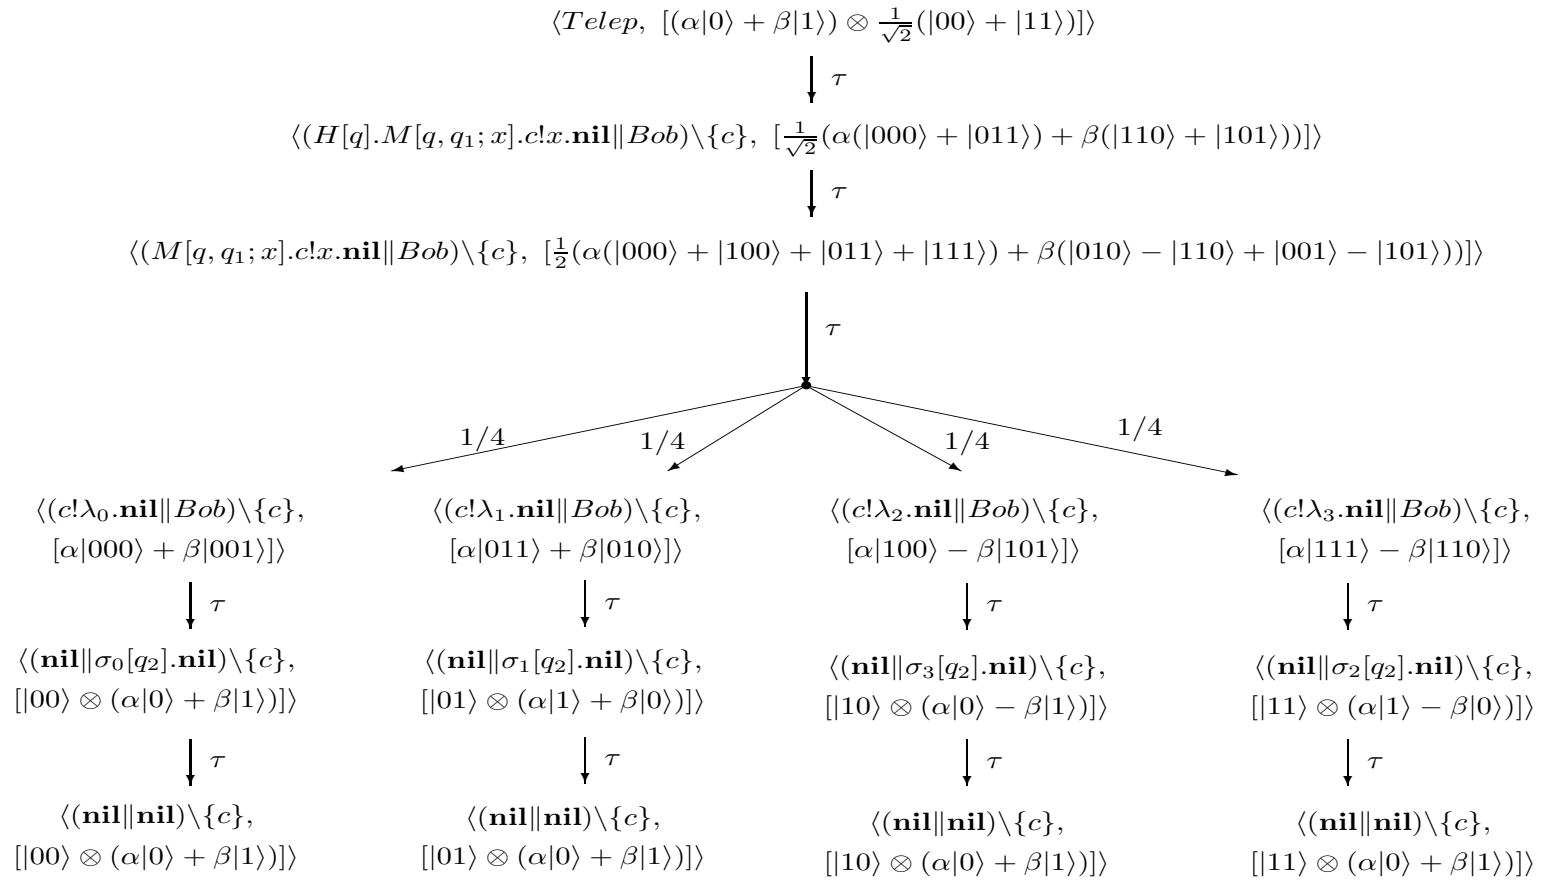 ⟨Telep, [(α|0⟩ + β|1⟩) ⊗ 1/√2(|00⟩ + |11⟩)]⟩
τ
⟨(H[q].M[q, q₁; x].c!x.nil‖Bob)\{c}, [1/√2(α(|000⟩ + |011⟩) + β(|110⟩ + |101⟩))]⟩
τ
⟨(M[q, q₁; x].c!x.nil‖Bob)\{c}, [1/2(α(|000⟩ + |100⟩ + |011⟩ + |111⟩) + β(|010⟩ − |110⟩ + |001⟩ − |101⟩))]⟩
τ
1/4 1/4 1/4 1/4
⟨(c!λ₀.nil‖Bob)\{c}, ⟨(c!λ₁.nil‖Bob)\{c}, ⟨(c!λ₂.nil‖Bob)\{c}, ⟨(c!λ₃.nil‖Bob)\{c},
[α|000⟩ + β|001⟩]⟩ [α|011⟩ + β|010⟩]⟩ [α|100⟩ − β|101⟩]⟩ [α|111⟩ − β|110⟩]⟩
τ τ τ τ
⟨(nil‖σ₀[q₂].nil)\{c}, ⟨(nil‖σ₁[q₂].nil)\{c}, ⟨(nil‖σ₃[q₂].nil)\{c}, ⟨(nil‖σ₂[q₂].nil)\{c},
[|00⟩ ⊗ (α|0⟩ + β|1⟩)]⟩ [|01⟩ ⊗ (α|1⟩ + β|0⟩)]⟩ [|10⟩ ⊗ (α|0⟩ − β|1⟩)]⟩ [|11⟩ ⊗ (α|1⟩ − β|0⟩)]⟩
τ τ τ τ
⟨(nil‖nil)\{c}, ⟨(nil‖nil)\{c}, ⟨(nil‖nil)\{c}, ⟨(nil‖nil)\{c},
[|00⟩ ⊗ (α|0⟩ + β|1⟩)]⟩ [|01⟩ ⊗ (α|0⟩ + β|1⟩)]⟩ [|10⟩ ⊗ (α|0⟩ + β|1⟩)]⟩ [|11⟩ ⊗ (α|0⟩ + β|1⟩)]⟩